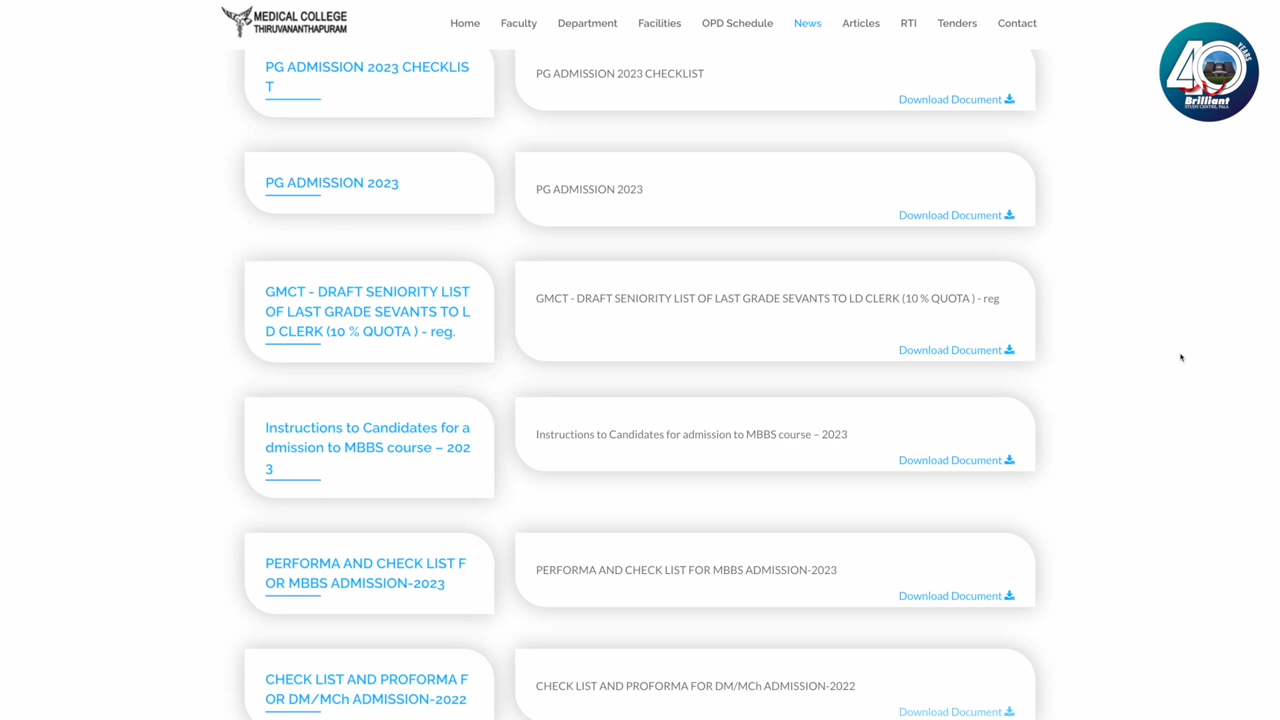 MEDICAL COLLEGE
THIRUVANANTHAPURAM
Home Faculty Department Facilities OPD Schedule News Articles RTI Tenders Contact
40 YEARS
Brilliant
STUDY CENTRE, PALA
PG ADMISSION 2023 CHECKLIS
T
PG ADMISSION 2023 CHECKLIST
Download Document
PG ADMISSION 2023
PG ADMISSION 2023
Download Document
GMCT - DRAFT SENIORITY LIST
OF LAST GRADE SEVANTS TO L
D CLERK (10 % QUOTA ) - reg.
GMCT - DRAFT SENIORITY LIST OF LAST GRADE SEVANTS TO LD CLERK (10 % QUOTA ) - reg
Download Document
Instructions to Candidates for a
dmission to MBBS course – 202
3
Instructions to Candidates for admission to MBBS course – 2023
Download Document
PERFORMA AND CHECK LIST F
OR MBBS ADMISSION-2023
PERFORMA AND CHECK LIST FOR MBBS ADMISSION-2023
Download Document
CHECK LIST AND PROFORMA F
OR DM/MCh ADMISSION-2022
CHECK LIST AND PROFORMA FOR DM/MCh ADMISSION-2022
Download Document